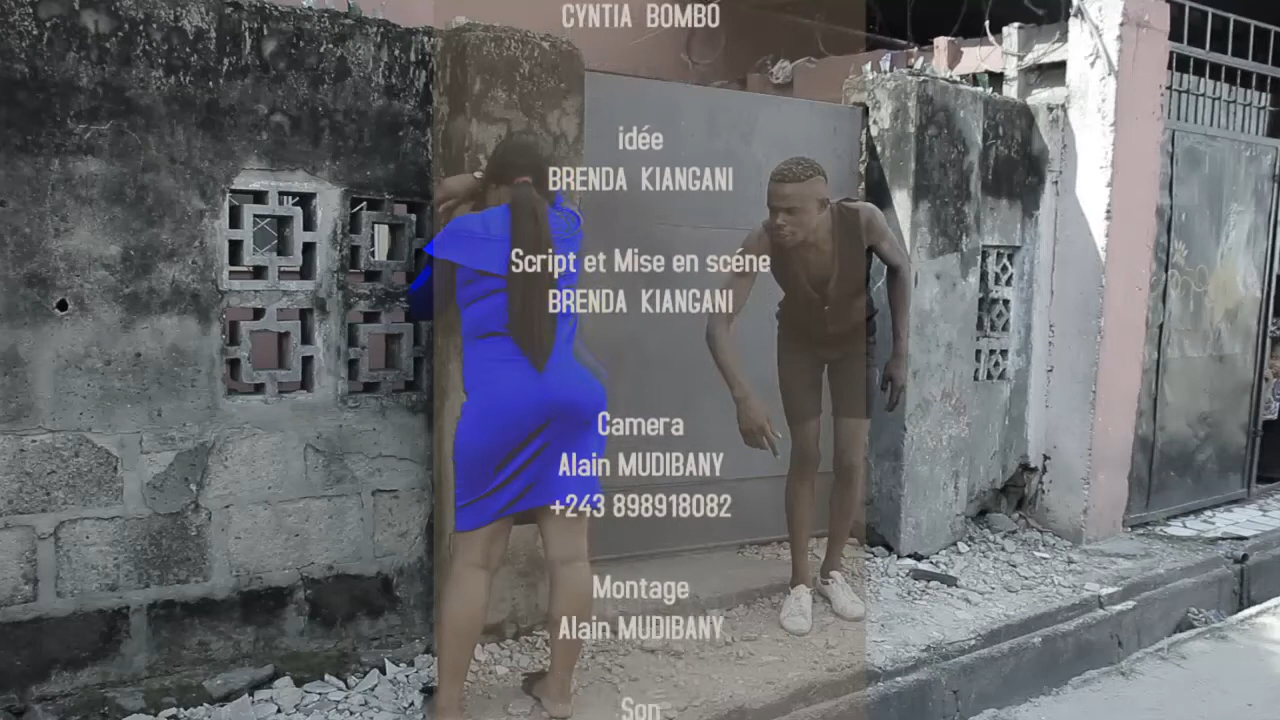 CYNTIA BOMBO
idée
BRENDA KIANGANI
Script et Mise en scéne
BRENDA KIANGANI
Camera
Alain MUDIBANY
+243 898918082
Montage
Alain MUDIBANY
Son